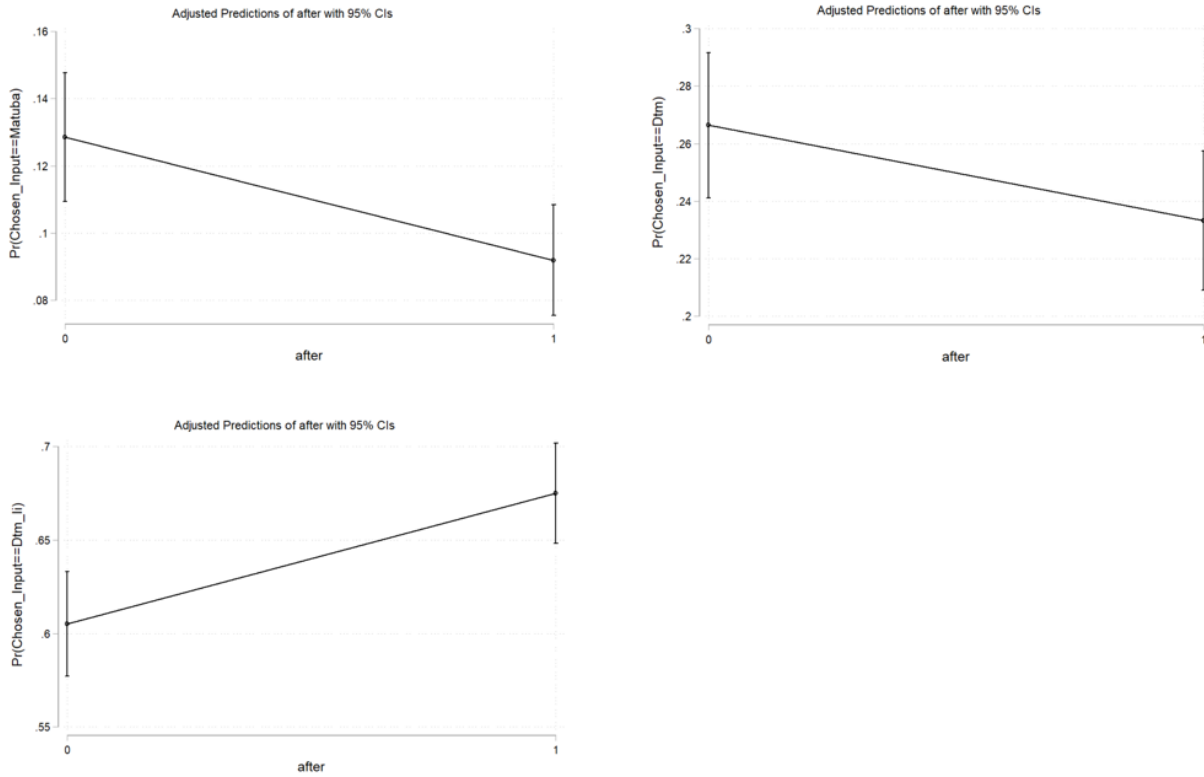 Adjusted Predictions of after with 95% CIs
Pr(Chosen_Input==Matuba)
.16
.14
.12
.1
.08
0
1
after
Adjusted Predictions of after with 95% CIs
Pr(Chosen_Input==Dtm)
.3
.28
.26
.24
.22
.2
0
1
after
Adjusted Predictions of after with 95% CIs
Pr(Chosen_Input==Dtm_Ii)
.7
.65
.6
.55
0
1
after